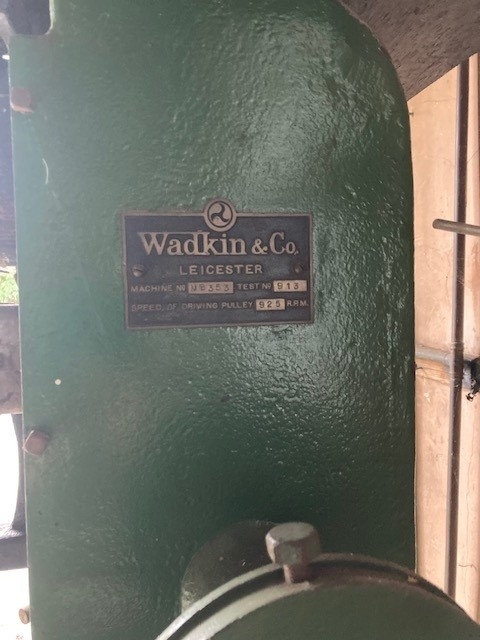 Wadkin & Co.
LEICESTER
MACHINE No TEST No 913
SPEED OF DRIVING PULLEY 925 R.P.M.